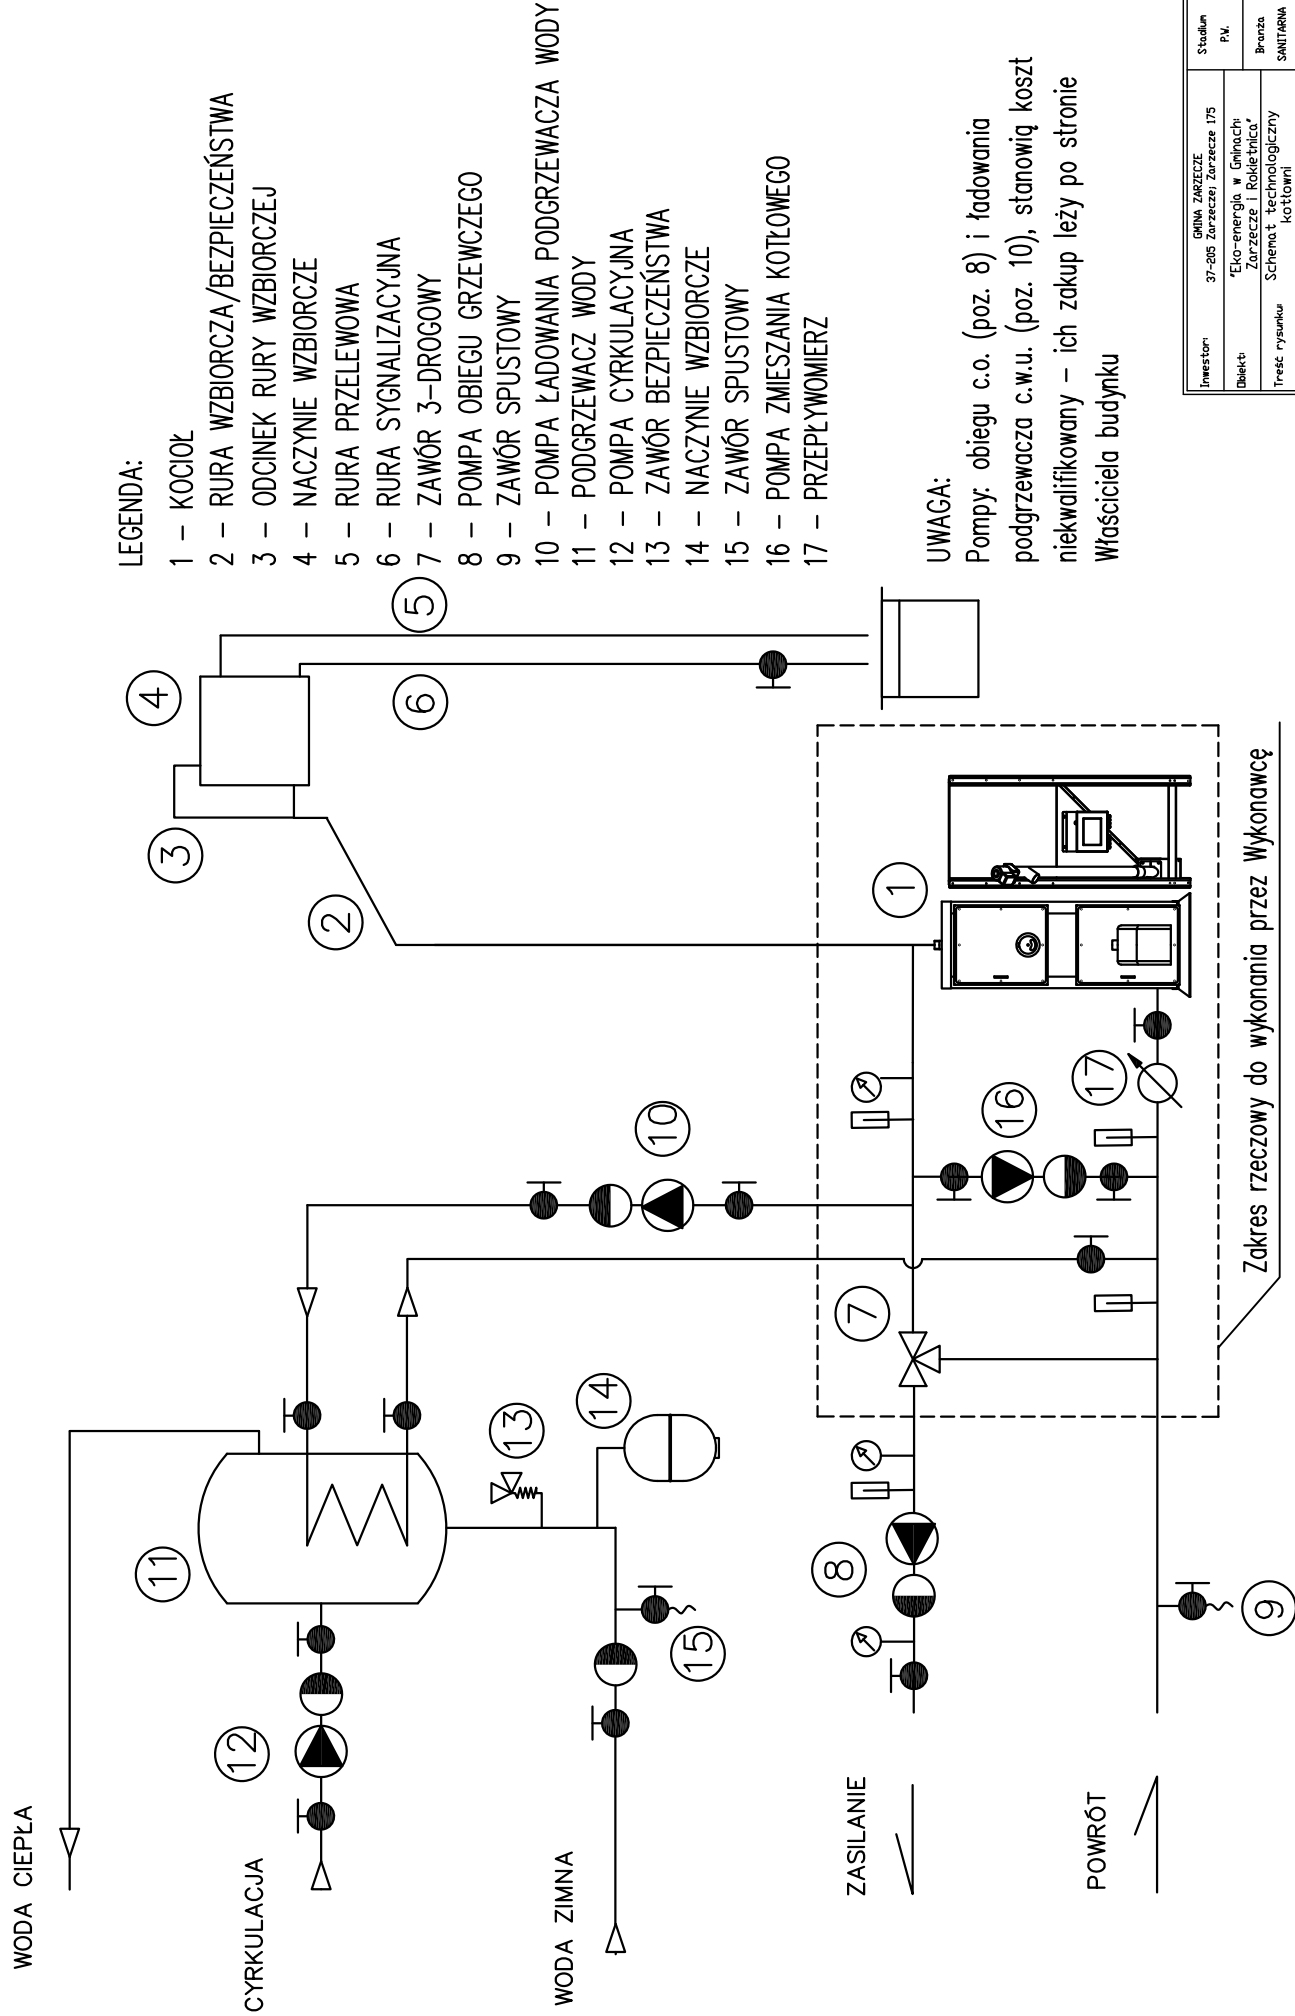 WODA CIEPŁA
CYRKULACJA
WODA ZIMNA
ZASILANIE
POWRÓT
11
12
13
14
15
10
7
8
9
16
17
1
2
3
4
5
6
Zakres rzeczowy do wykonania przez Wykonawcę
LEGENDA:
1 – KOCIOŁ
2 – RURA WZBIORCZA/BEZPIECZEŃSTWA
3 – ODCINEK RURY WZBIORCZEJ
4 – NACZYNIE WZBIORCZE
5 – RURA PRZELEWOWA
6 – RURA SYGNALIZACYJNA
7 – ZAWÓR 3–DROGOWY
8 – POMPA OBIEGU GRZEWCZEGO
9 – ZAWÓR SPUSTOWY
10 – POMPA ŁADOWANIA PODGRZEWACZA WODY
11 – PODGRZEWACZ WODY
12 – POMPA CYRKULACYJNA
13 – ZAWÓR BEZPIECZEŃSTWA
14 – NACZYNIE WZBIORCZE
15 – ZAWÓR SPUSTOWY
16 – POMPA ZMIESZANIA KOTŁOWEGO
17 – PRZEPŁYWOMIERZ
UWAGA:
Pompy: obiegu c.o. (poz. 8) i ładowania
podgrzewacza c.w.u. (poz. 10), stanowią koszt
niekwalifikowany – ich zakup leży po stronie
Właściciela budynku
Inwestor:
GMINA ZARZECZE
37-205 Zarzecze; Zarzecze 175
Stadium
P.W.
Obiekt:
"Eko-energia w Gminach:
Zarzecze i Rokietnica"
Branża
SANITARNA
Treść rysunku:
Schemat technologiczny
kotłowni